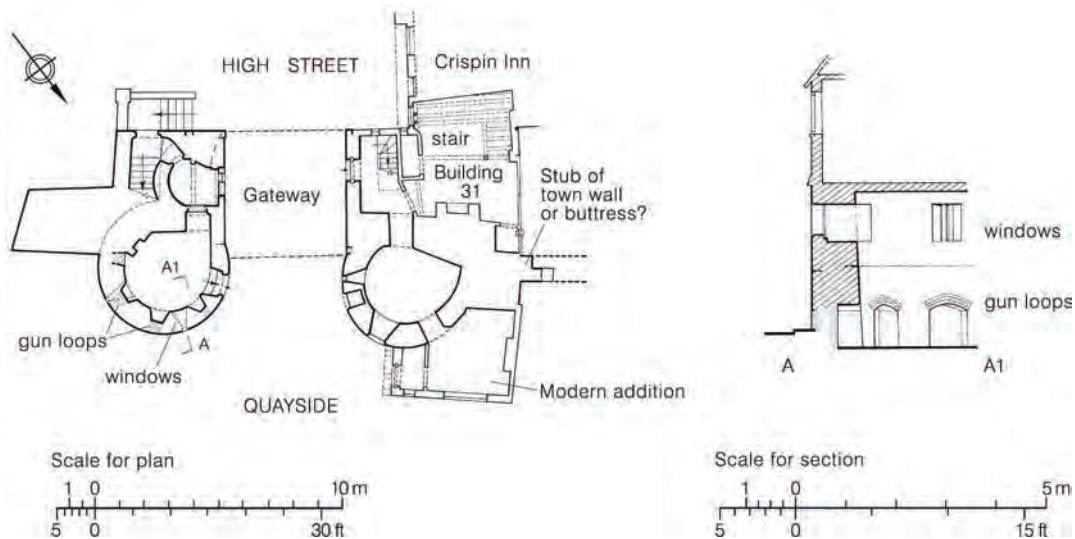 HIGH STREET
Crispin Inn
stair
Building
31
Gateway
Stub of
town wall
or buttress?
A1
gun loops
A
windows
Modern addition
QUAYSIDE
windows
gun loops
A
A1
Scale for plan
1 0 10 m
5 0 30 ft
Scale for section
1 0 5 m
5 0 15 ft